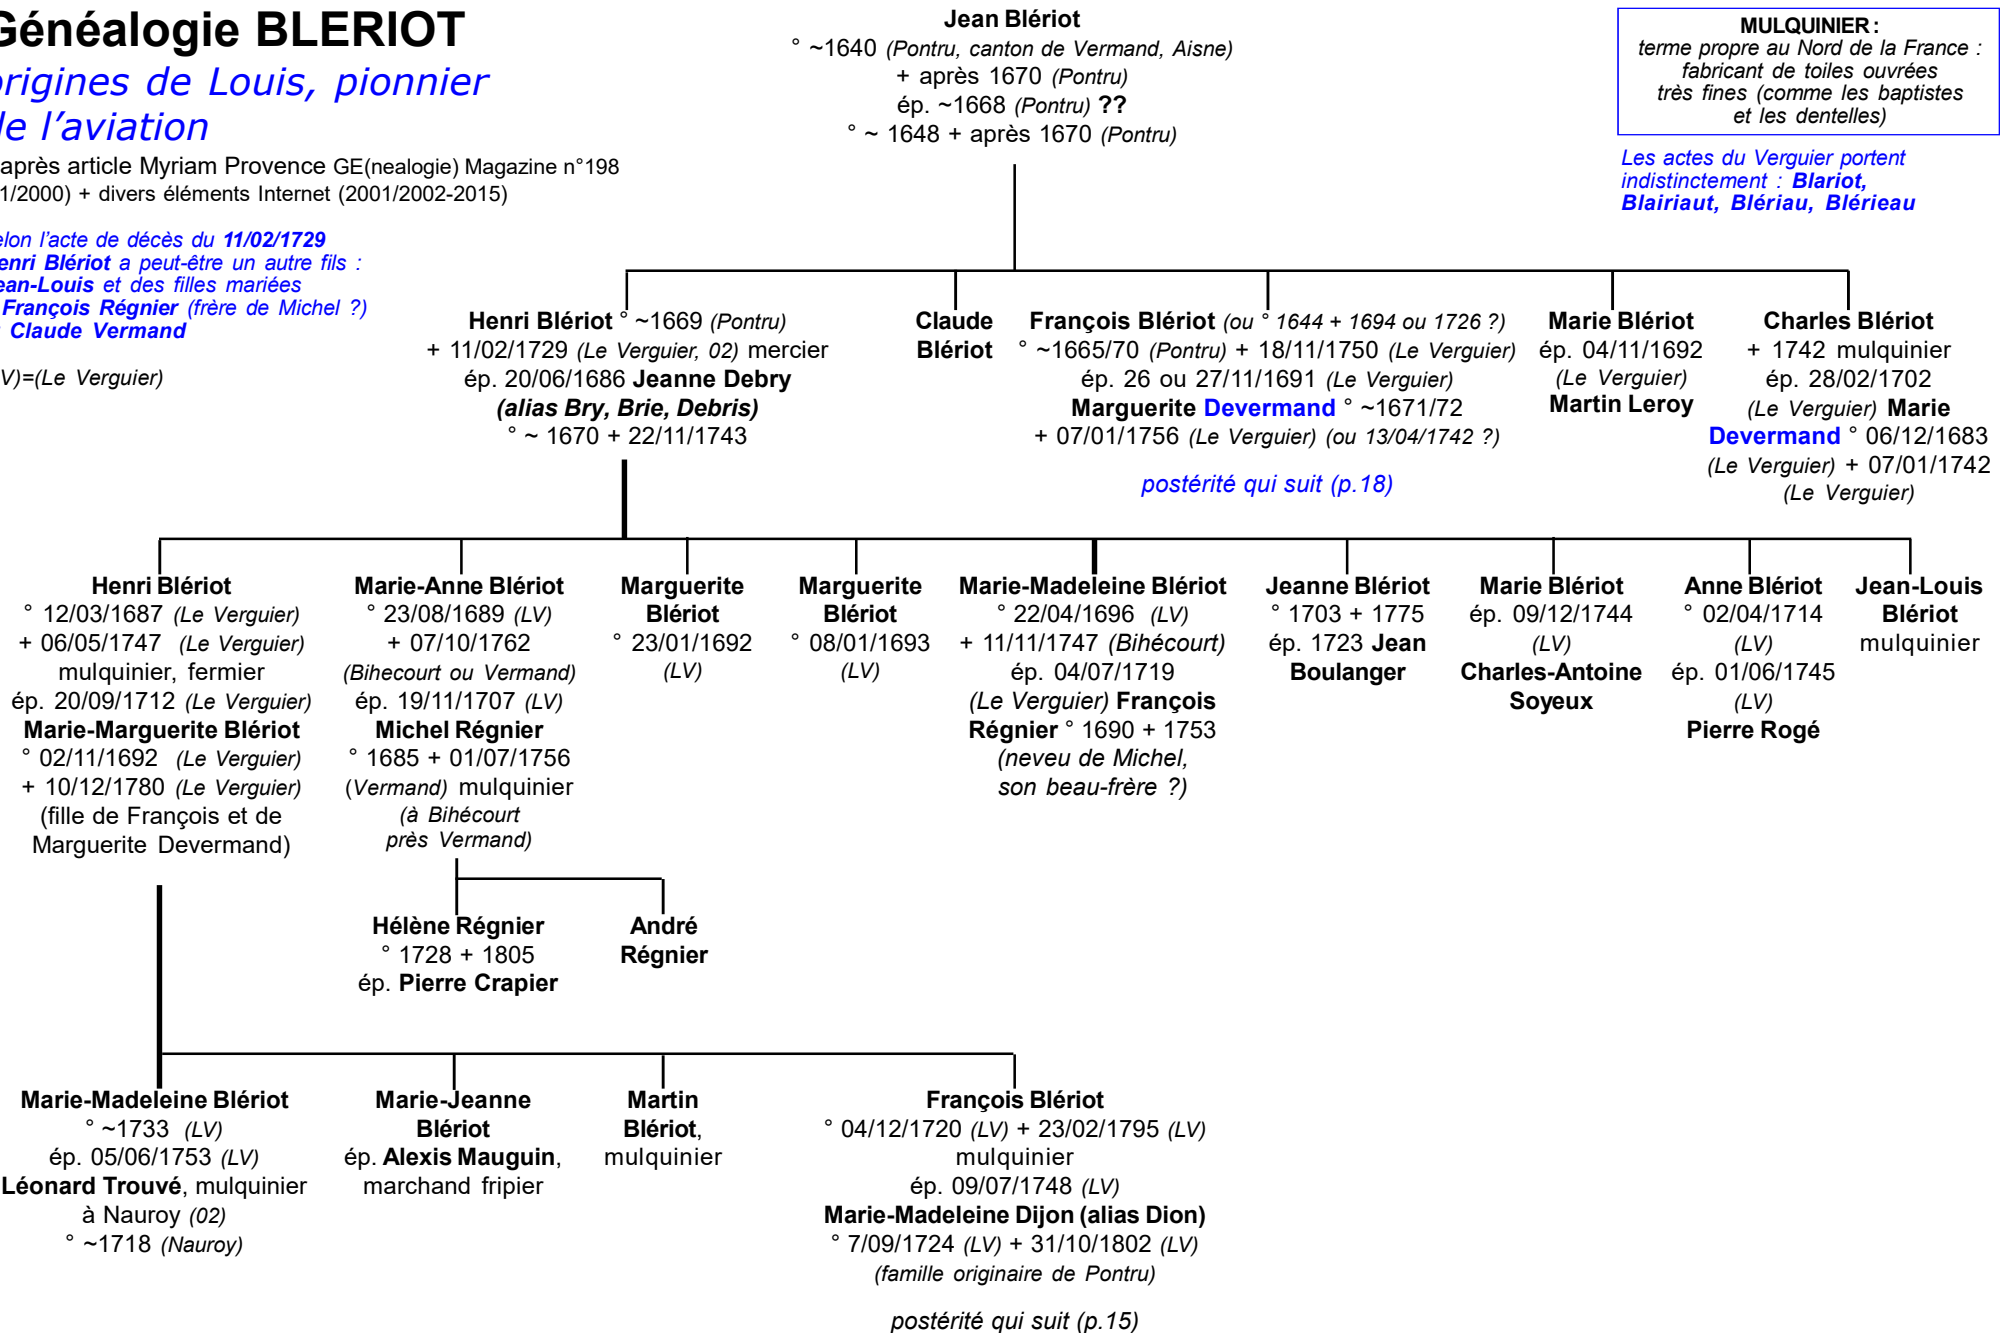 Généalogie BLERIOT
origines de Louis, pionnier
de l’aviation
après article Myriam Provence GE(nealogie) Magazine n°198
1/2000) + divers éléments Internet (2001/2002-2015)
selon l’acte de décès du 11/02/1729
Henri Blériot a peut-être un autre fils :
Jean-Louis et des filles mariées
François Régnier (frère de Michel ?)
Claude Vermand
V)=(Le Verguier)
Jean Blériot
° ~1640 (Pontru, canton de Vermand, Aisne)
+ après 1670 (Pontru)
ép. ~1668 (Pontru) ??
° ~ 1648 + après 1670 (Pontru)
MULQUINIER :
terme propre au Nord de la France :
fabricant de toiles ouvrées
très fines (comme les baptistes
et les dentelles)
Les actes du Verguier portent
indistinctement : Blariot,
Blairiaut, Blériau, Blérieau
Henri Blériot ° ~1669 (Pontru)
+ 11/02/1729 (Le Verguier, 02) mercier
ép. 20/06/1686 Jeanne Debry
(alias Bry, Brie, Debris)
° ~ 1670 + 22/11/1743
Claude
Blériot
François Blériot (ou ° 1644 + 1694 ou 1726 ?)
° ~1665/70 (Pontru) + 18/11/1750 (Le Verguier)
ép. 26 ou 27/11/1691 (Le Verguier)
Marguerite Devermand ° ~1671/72
+ 07/01/1756 (Le Verguier) (ou 13/04/1742 ?)
postérité qui suit (p.18)
Marie Blériot
ép. 04/11/1692
(Le Verguier)
Martin Leroy
Charles Blériot
+ 1742 mulquinier
ép. 28/02/1702
(Le Verguier) Marie
Devermand ° 06/12/1683
(Le Verguier) + 07/01/1742
(Le Verguier)
Henri Blériot
° 12/03/1687 (Le Verguier)
+ 06/05/1747 (Le Verguier)
mulquinier, fermier
ép. 20/09/1712 (Le Verguier)
Marie-Marguerite Blériot
° 02/11/1692 (Le Verguier)
+ 10/12/1780 (Le Verguier)
(fille de François et de
Marguerite Devermand)
Marie-Anne Blériot
° 23/08/1689 (LV)
+ 07/10/1762
(Bihecourt ou Vermand)
ép. 19/11/1707 (LV)
Michel Régnier
° 1685 + 01/07/1756
(Vermand) mulquinier
(à Bihécourt
près Vermand)
Marguerite
Blériot
° 23/01/1692
(LV)
Marguerite
Blériot
° 08/01/1693
(LV)
Marie-Madeleine Blériot
° 22/04/1696 (LV)
+ 11/11/1747 (Bihécourt)
ép. 04/07/1719
(Le Verguier) François
Régnier ° 1690 + 1753
(neveu de Michel,
son beau-frère ?)
Jeanne Blériot
° 1703 + 1775
ép. 1723 Jean
Boulanger
Marie Blériot
ép. 09/12/1744
(LV)
Charles-Antoine
Soyeux
Anne Blériot
° 02/04/1714
(LV)
ép. 01/06/1745
(LV)
Pierre Rogé
Jean-Louis
Blériot
mulquinier
Hélène Régnier
° 1728 + 1805
ép. Pierre Crapier
André
Régnier
Marie-Madeleine Blériot
° ~1733 (LV)
ép. 05/06/1753 (LV)
Léonard Trouvé, mulquinier
à Nauroy (02)
° ~1718 (Nauroy)
Marie-Jeanne
Blériot
ép. Alexis Mauguin,
marchand fripier
Martin
Blériot,
mulquinier
François Blériot
° 04/12/1720 (LV) + 23/02/1795 (LV)
mulquinier
ép. 09/07/1748 (LV)
Marie-Madeleine Dijon (alias Dion)
° 7/09/1724 (LV) + 31/10/1802 (LV)
(famille originaire de Pontru)
postérité qui suit (p.15)